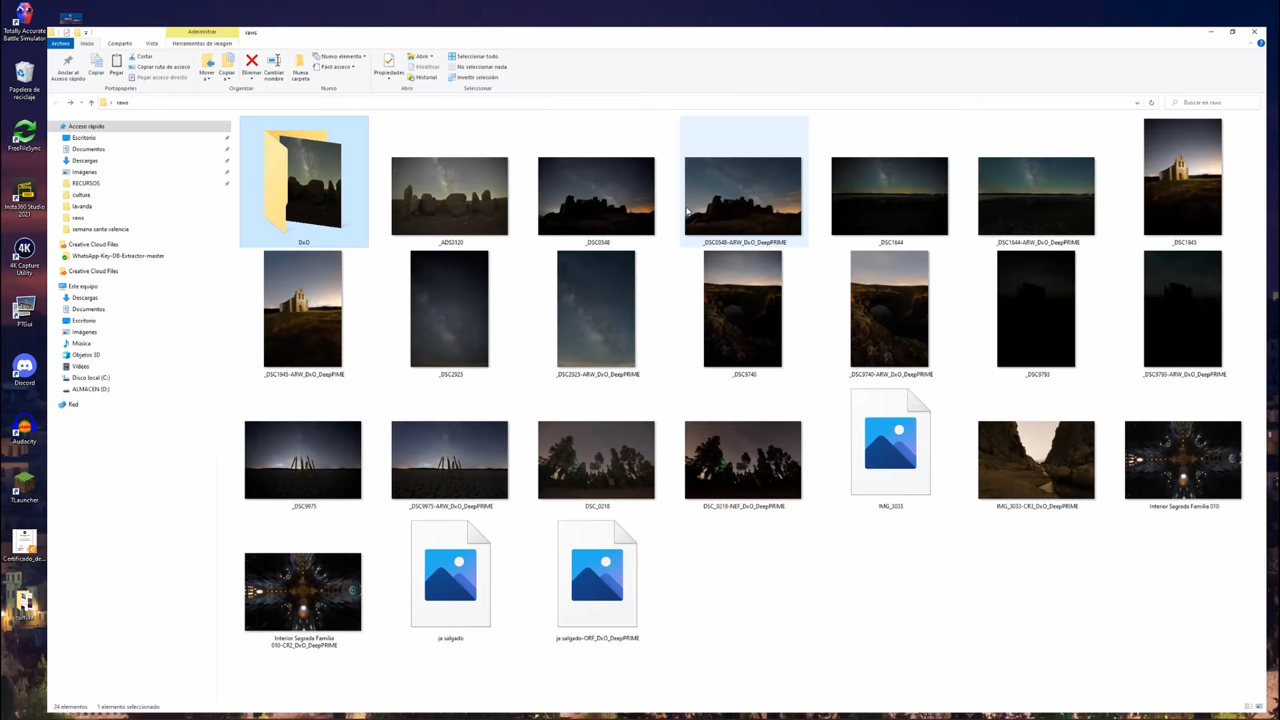 Totally Accurate
Battle Simulator
Papelera de
reciclaje
FreeFileSync
Insta360 Studio
2021
4K Capture
Utility
PTGui
Discord
Audacity
TLauncher
Certificado_de...
Administrar
raws
Archivo
Inicio
Compartir
Vista
Herramientas de imagen
Anclar al
Acceso rápido
Copiar
Pegar
Cortar
Copiar ruta de acceso
Pegar acceso directo
Portapapeles
Mover
a
Copiar
a
Eliminar
Cambiar
nombre
Organizar
Nueva
carpeta
Nuevo elemento
Fácil acceso
Nuevo
Propiedades
Abrir
Modificar
Historial
Abrir
Seleccionar todo
No seleccionar nada
Invertir selección
Seleccionar
raws
Buscar en raws
Acceso rápido
Escritorio
Documentos
Descargas
Imágenes
RECURSOS
cultura
lavanda
raws
semana santa valencia
Creative Cloud Files
WhatsApp-Key-DB-Extractor-master
Creative Cloud Files
Este equipo
Descargas
Documentos
Escritorio
Imágenes
Música
Objetos 3D
Vídeos
Disco local (C:)
ALMACEN (D:)
Red
DxO
_ADS3120
_DSC0548
_DSC0548-ARW_DxO_DeepPRIME
_DSC1644
_DSC1644-ARW_DxO_DeepPRIME
_DSC1945
_DSC1945-ARW_DxO_DeepPRIME
_DSC2925
_DSC2925-ARW_DxO_DeepPRIME
_DSC9740
_DSC9740-ARW_DxO_DeepPRIME
_DSC9793
_DSC9793-ARW_DxO_DeepPRIME
_DSC9975
_DSC9975-ARW_DxO_DeepPRIME
DSC_0218
DSC_0218-NEF_DxO_DeepPRIME
IMG_3033
IMG_3033-CR3_DxO_DeepPRIME
Interior Sagrada Familia 010
Interior Sagrada Familia
010-CR2_DxO_DeepPRIME
ja salgado
ja salgado-ORF_DxO_DeepPRIME
24 elementos
1 elemento seleccionado